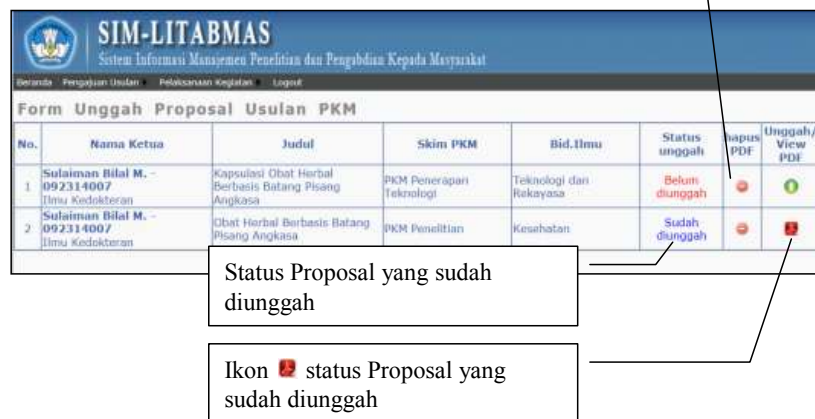 SIM-LITABMAS
Sistem Informasi Manajemen Penelitian dan Pengabdian Kepada Masyarakat
Beranda Pengajuan Usulan Pelaksanaan Kegiatan Logout
Form Unggah Proposal Usulan PKM
No. Nama Ketua Judul Skim PKM Bid.Ilmu Status unggah hapus PDF Unggah/ View PDF
1 Sulaiman Bilal M. - 092314007 Ilmu Kedokteran Kapsulasi Obat Herbal Berbasis Batang Pisang Angkasa PKM Penerapan Teknologi Teknologi dan Rekayasa Belum diunggah
2 Sulaiman Bilal M. - 092314007 Ilmu Kedokteran Obat Herbal Berbasis Batang Pisang Angkasa PKM Penelitian Kesehatan Sudah diunggah
Status Proposal yang sudah
diunggah
Ikon status Proposal yang
sudah diunggah